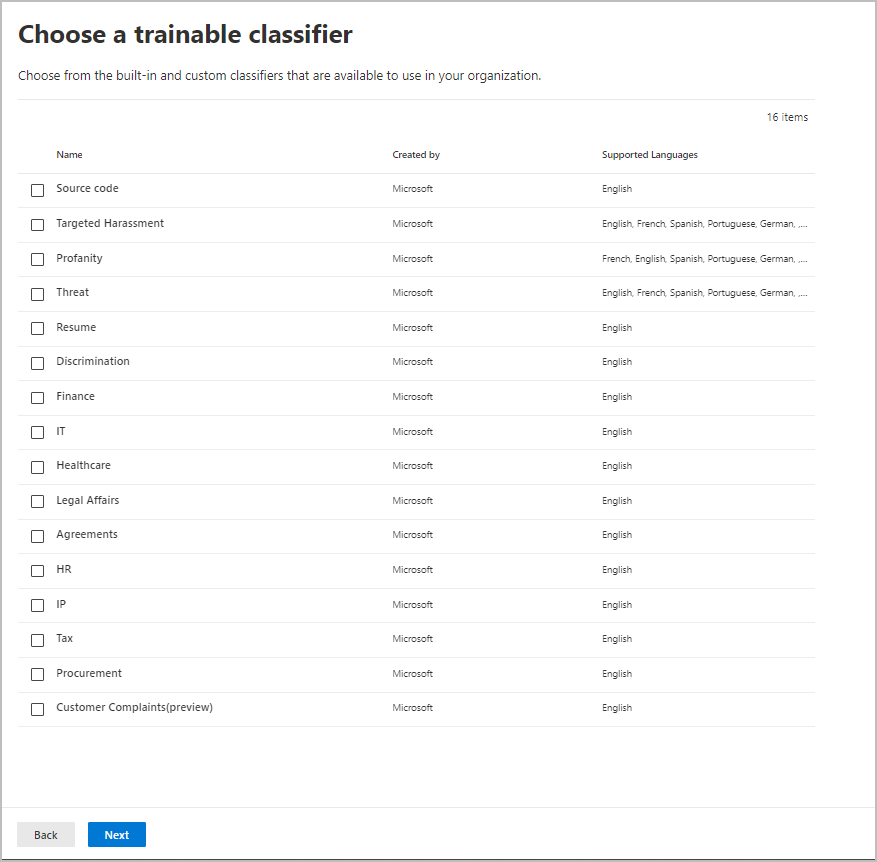 Choose a trainable classifier
Choose from the built-in and custom classifiers that are available to use in your organization.
16 items
Name Created by Supported Languages
Source code Microsoft English
Targeted Harassment Microsoft English, French, Spanish, Portuguese, German, ,...
Profanity Microsoft French, English, Spanish, Portuguese, German, ,...
Threat Microsoft English, French, Spanish, Portuguese, German, ,...
Resume Microsoft English
Discrimination Microsoft English
Finance Microsoft English
IT Microsoft English
Healthcare Microsoft English
Legal Affairs Microsoft English
Agreements Microsoft English
HR Microsoft English
IP Microsoft English
Tax Microsoft English
Procurement Microsoft English
Customer Complaints(preview) Microsoft English
Back Next